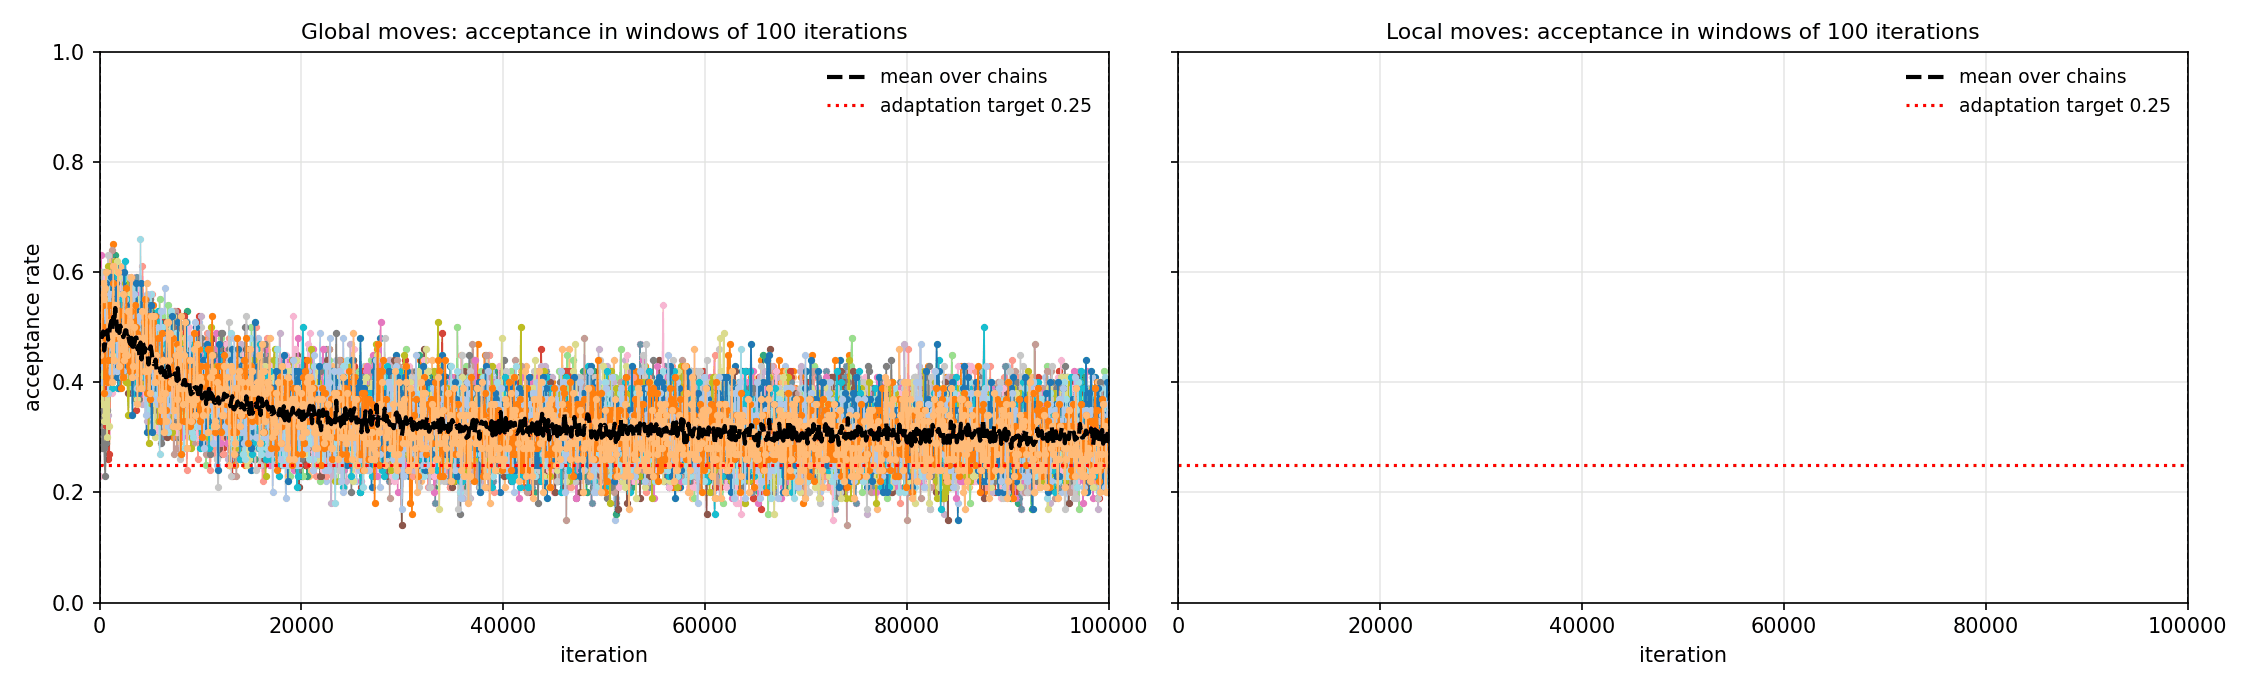 Global moves: acceptance in windows of 100 iterations
mean over chains
adaptation target 0.25
acceptance rate
1.0
0.8
0.6
0.4
0.2
0.0
0 20000 40000 60000 80000 100000
iteration
Local moves: acceptance in windows of 100 iterations
mean over chains
adaptation target 0.25
0 20000 40000 60000 80000 100000
iteration